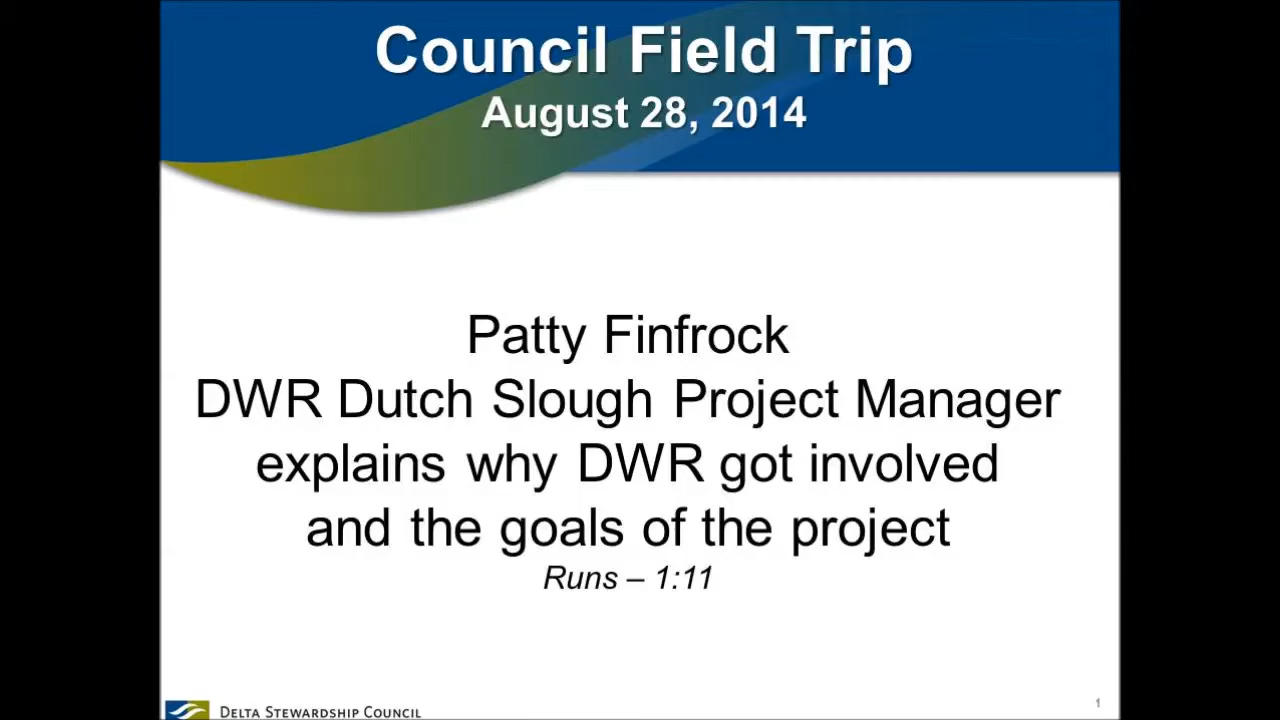 Council Field Trip
August 28, 2014
Patty Finfrock
DWR Dutch Slough Project Manager
explains why DWR got involved
and the goals of the project
Runs – 1:11
DELTA STEWARDSHIP COUNCIL
1